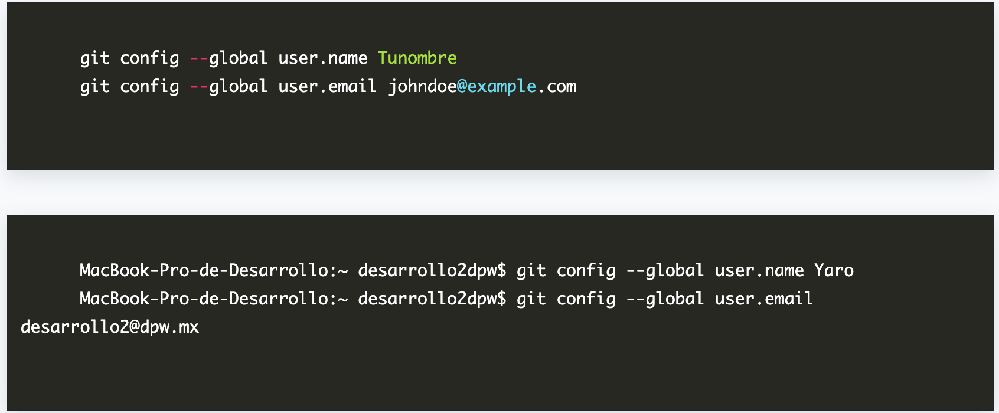 git config --global user.name Tunombre
git config --global user.email johndoe@example.com
MacBook-Pro-de-Desarrollo:~ desarrollo2dpw$ git config --global user.name Yaro
MacBook-Pro-de-Desarrollo:~ desarrollo2dpw$ git config --global user.email
desarrollo2@dpw.mx